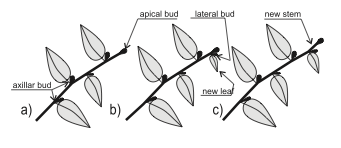 apical bud
lateral bud
new stem
axillar bud
new leaf
a)
b)
c)